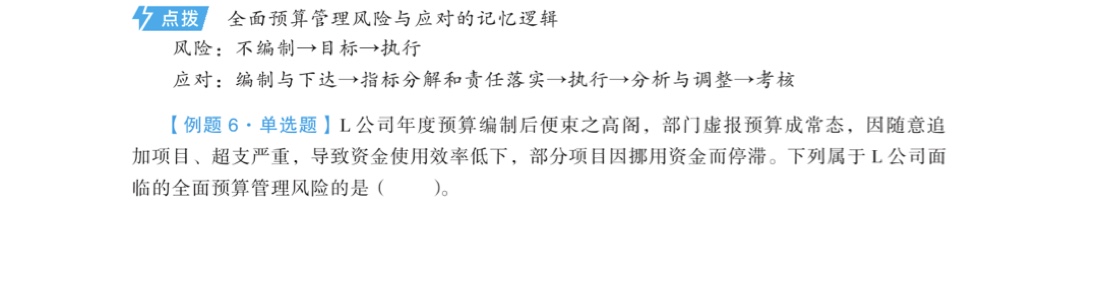 点拨 全面预算管理风险与应对的记忆逻辑
风险：不编制→目标→执行
应对：编制与下达→指标分解和责任落实→执行→分析与调整→考核
【例题 6·单选题】L 公司年度预算编制后便束之高阁，部门虚报预算成常态，因随意追
加项目、超支严重，导致资金使用效率低下，部分项目因挪用资金而停滞。下列属于 L 公司面
临的全面预算管理风险的是（　　）。